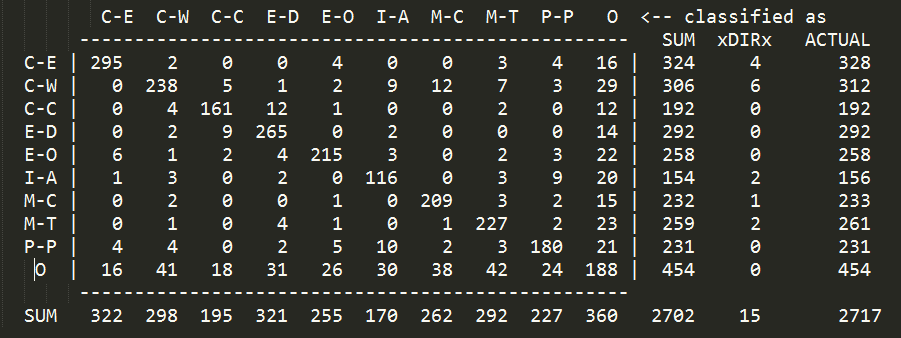 C-E C-W C-C E-D E-O I-A M-C M-T P-P O <-- classified as
----------------------------------------------------- SUM xDIRx ACTUAL
C-E | 295 2 0 0 4 0 0 3 4 16 | 324 4 328
C-W | 0 238 5 1 2 9 12 7 3 29 | 306 6 312
C-C | 0 4 161 12 1 0 0 2 0 12 | 192 0 192
E-D | 0 2 9 265 0 2 0 0 0 14 | 292 0 292
E-O | 6 1 2 4 215 3 0 2 3 22 | 258 0 258
I-A | 1 3 0 2 0 116 0 3 9 20 | 154 2 156
M-C | 0 2 0 0 1 0 209 3 2 15 | 232 1 233
M-T | 0 1 0 4 1 0 1 227 2 23 | 259 2 261
P-P | 4 4 0 2 5 10 2 3 180 21 | 231 0 231
O | 16 41 18 31 26 30 38 42 24 188 | 454 0 454
-----------------------------------------------------
SUM 322 298 195 321 255 170 262 292 227 360 2702 15 2717